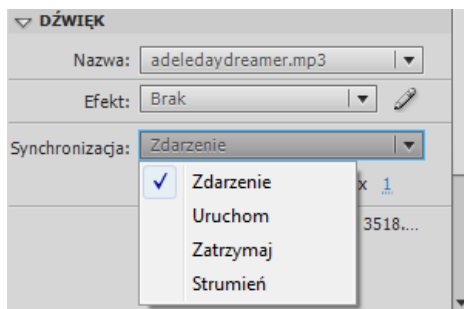 DŹWIĘK
Nazwa: adeledaydreamer.mp3
Efekt: Brak
Synchronizacja: Zdarzenie
Zdarzenie x 1
Uruchom 3518....
Zatrzymaj
Strumień